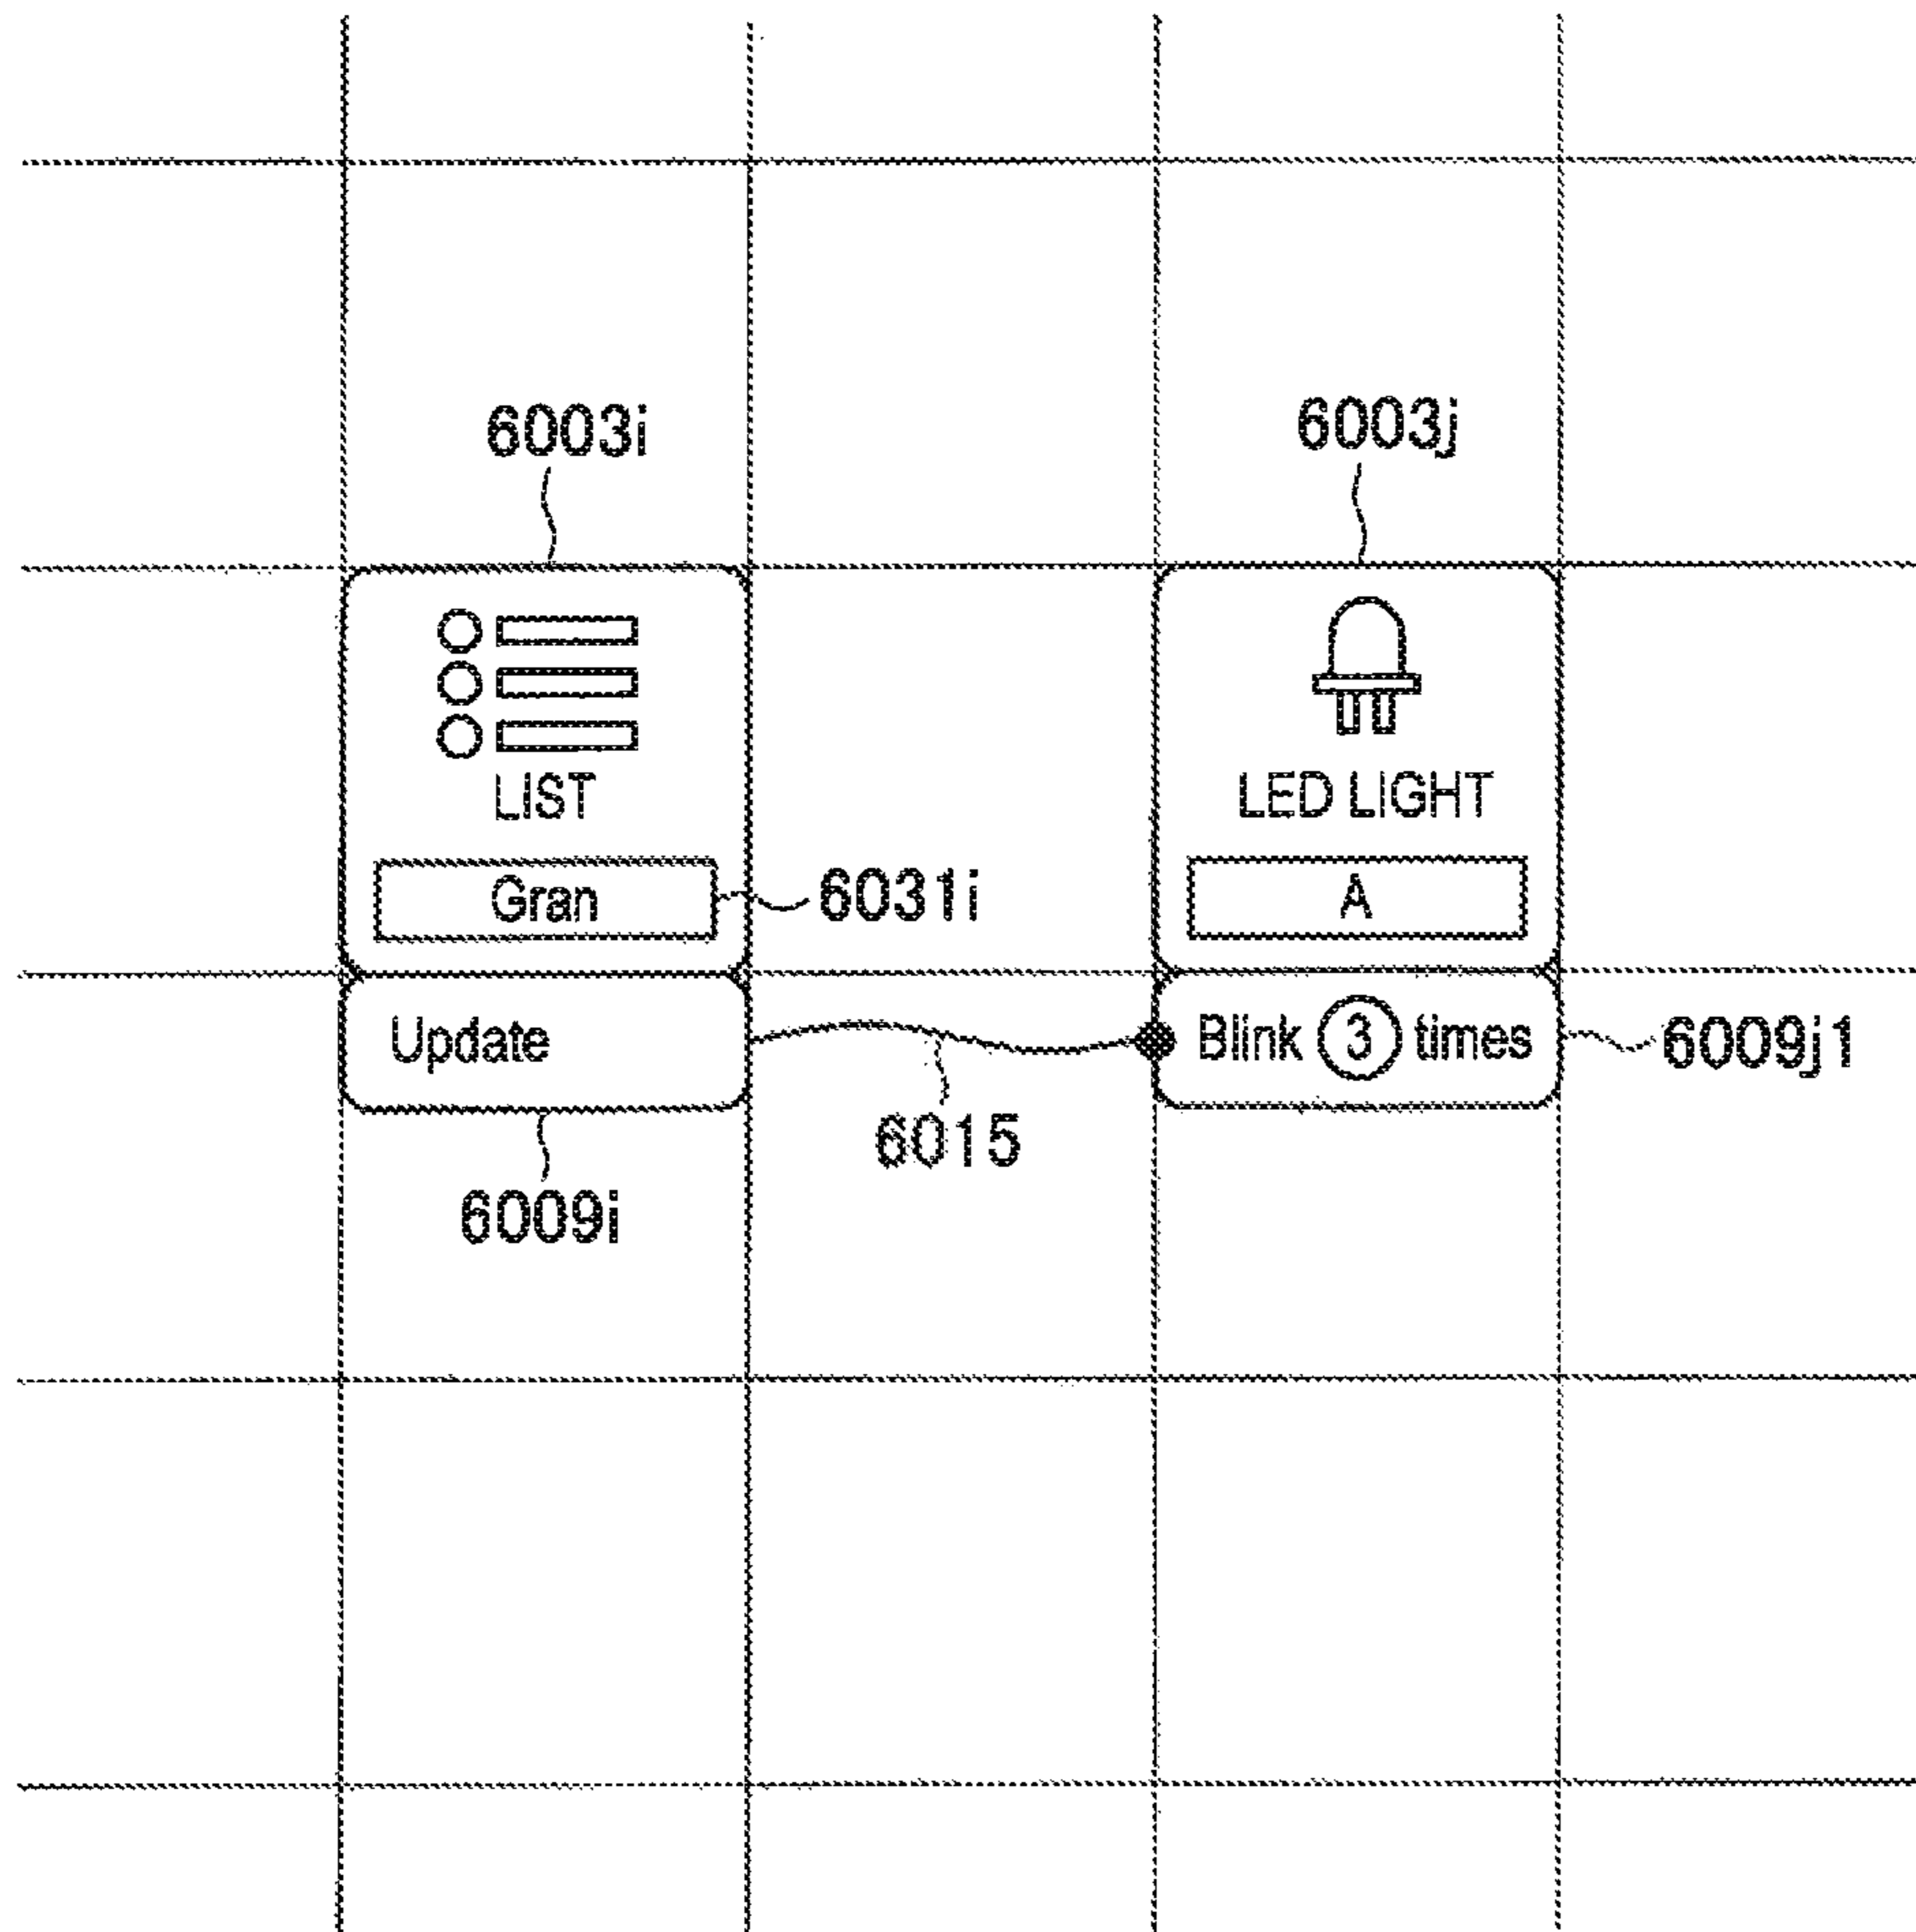 6003i
6003j
LIST
LED LIGHT
Gran
6031i
A
Update
Blink 3 times
6009j1
6015
6009i